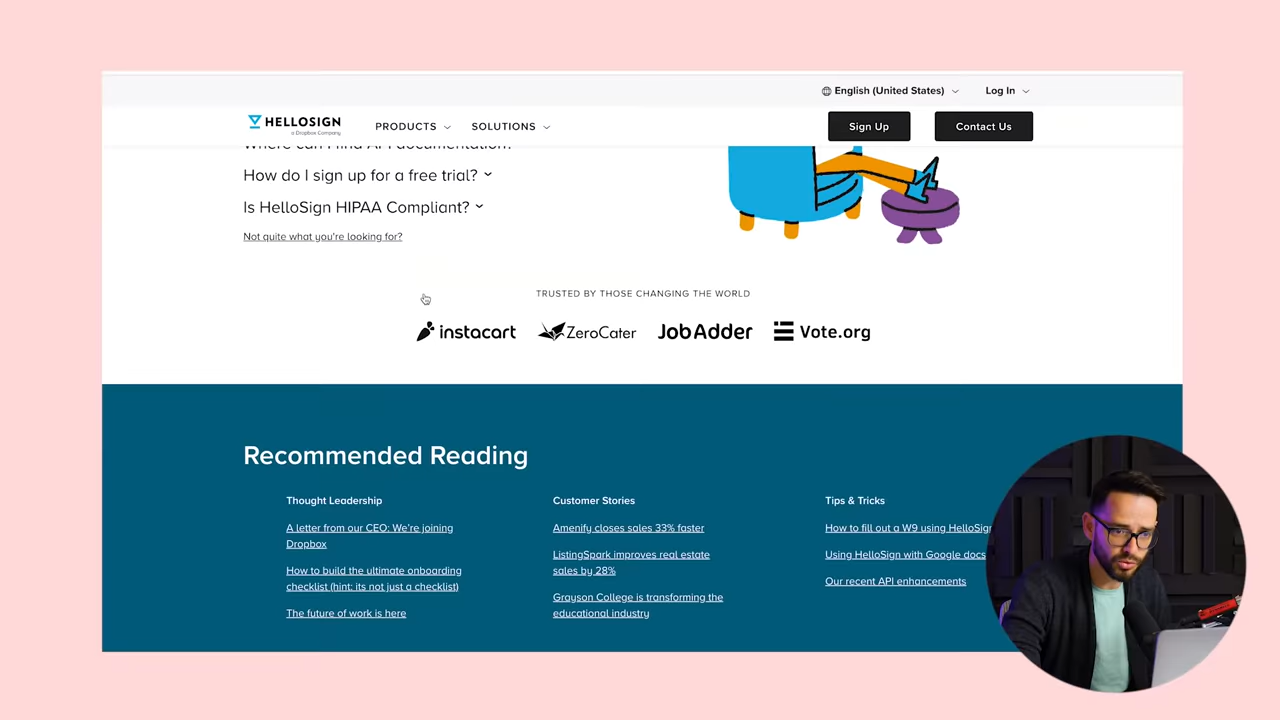 English (United States)
Log In
HELLOSIGN
a Dropbox Company
PRODUCTS
SOLUTIONS
Sign Up
Contact Us
Where can I find API documentation?
How do I sign up for a free trial?
Is HelloSign HIPAA Compliant?
Not quite what you're looking for?
TRUSTED BY THOSE CHANGING THE WORLD
instacart
ZeroCater
JobAdder
Vote.org
Recommended Reading
Thought Leadership
A letter from our CEO: We're joining
Dropbox
How to build the ultimate onboarding
checklist (hint: its not just a checklist)
The future of work is here
Customer Stories
Amenify closes sales 33% faster
ListingSpark improves real estate
sales by 28%
Grayson College is transforming the
educational industry
Tips & Tricks
How to fill out a W9 using HelloSign
Using HelloSign with Google docs
Our recent API enhancements